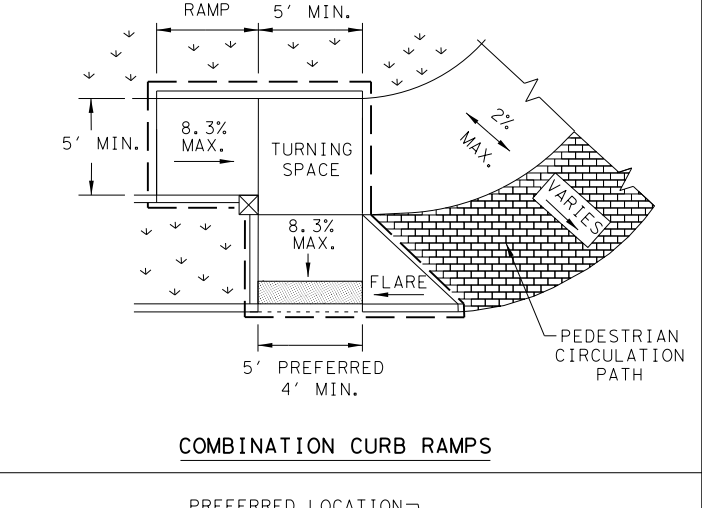 RAMP
5' MIN.
5' MIN.
8.3%
MAX.
TURNING
SPACE
2%
MAX.
VARIES
8.3%
MAX.
FLARE
PEDESTRIAN
CIRCULATION
PATH
5' PREFERRED
4' MIN.
COMBINATION CURB RAMPS
PREFERRED LOCATION